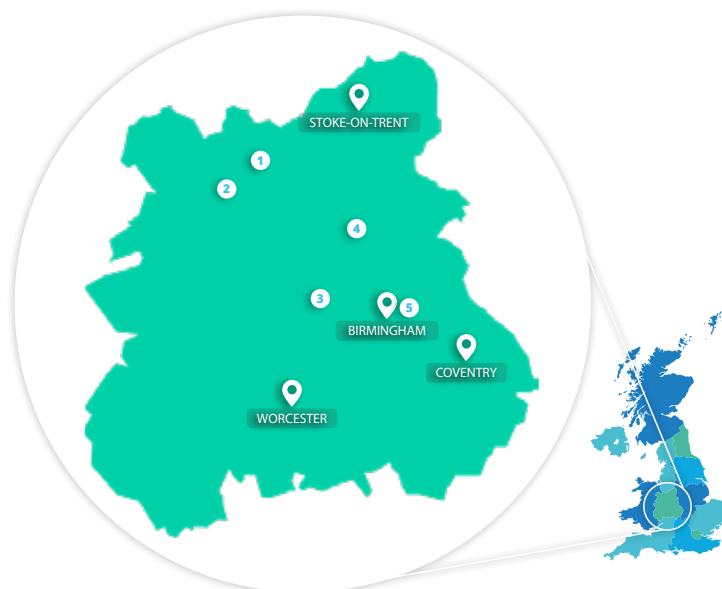 STOKE-ON-TRENT
1
2
4
3
5
BIRMINGHAM
COVENTRY
WORCESTER